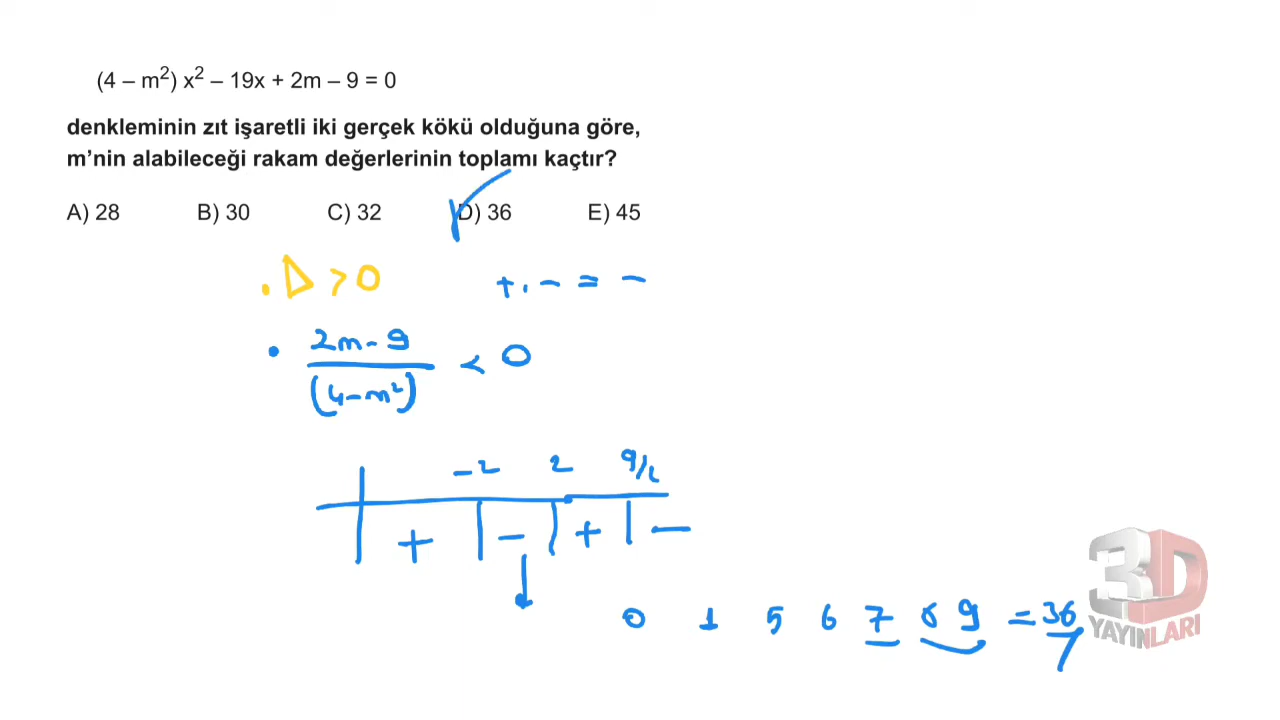 (4 – m²) x² – 19x + 2m – 9 = 0
denkleminin zıt işaretli iki gerçek kökü olduğuna göre,
m’nin alabileceği rakam değerlerinin toplamı kaçtır?
A) 28 B) 30 C) 32 D) 36 E) 45
. Δ > 0 + . – = –
• 2m – 9
(4 – m²) < 0
–2 2 9/2
+ – + –
0 1 5 6 7 8 9 = 36
3D
YAYINLARI